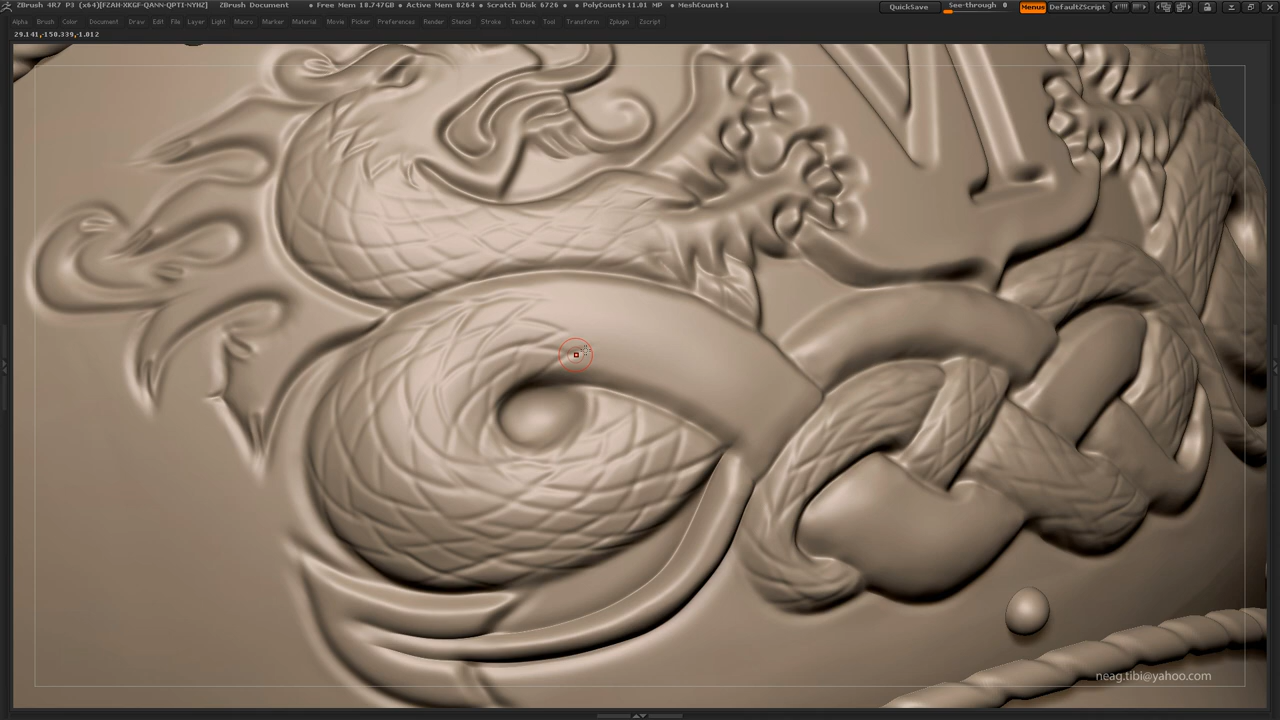 ZBrush 4R7 P3 (x64)[FZAH-XKGF-QANN-QPTI-NYHZ] ZBrush Document • Free Mem 18.747GB • Active Mem 8264 • Scratch Disk 6726 • PolyCount▸11.01 MP • MeshCount▸1 QuickSave See-through 0 Menus DefaultZScript
Alpha Brush Color Document Draw Edit File Layer Light Macro Marker Material Movie Picker Preferences Render Stencil Stroke Texture Tool Transform Zplugin Zscript
29.141,-150.339,-1.012
neag.tibi@yahoo.com